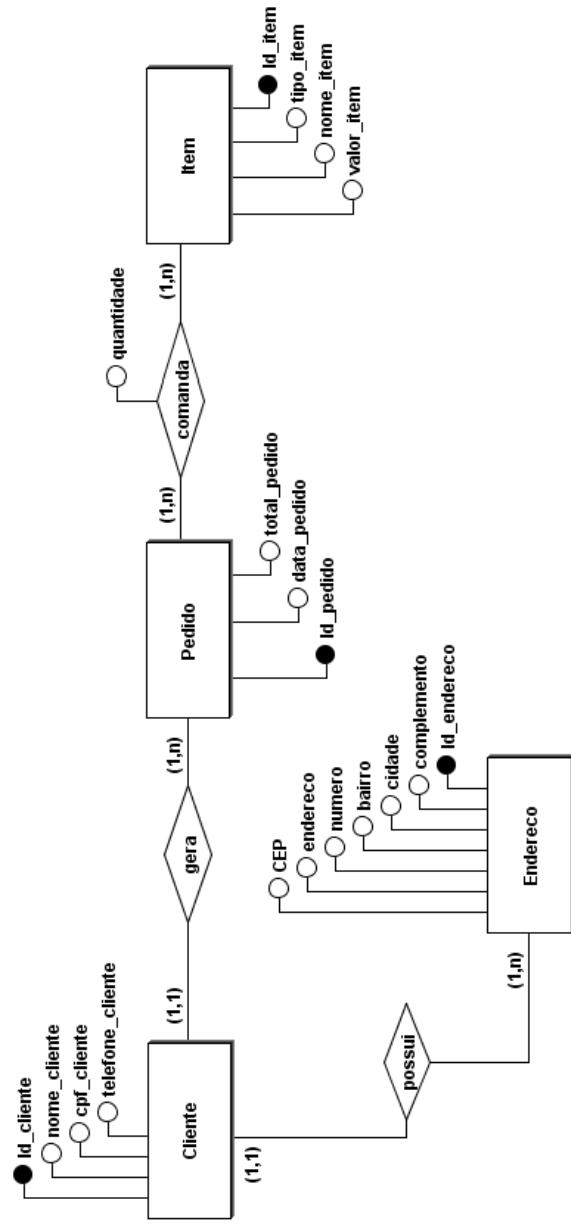 Id_cliente
nome_cliente
cpf_cliente
telefone_cliente
Cliente
(1,1)
gera
(1,n)
Pedido
Id_pedido
data_pedido
total_pedido
(1,n)
comanda
quantidade
(1,n)
Item
valor_item
nome_item
tipo_item
Id_item
(1,1)
possui
(1,n)
CEP
endereco
numero
bairro
cidade
complemento
Id_endereco
Endereco